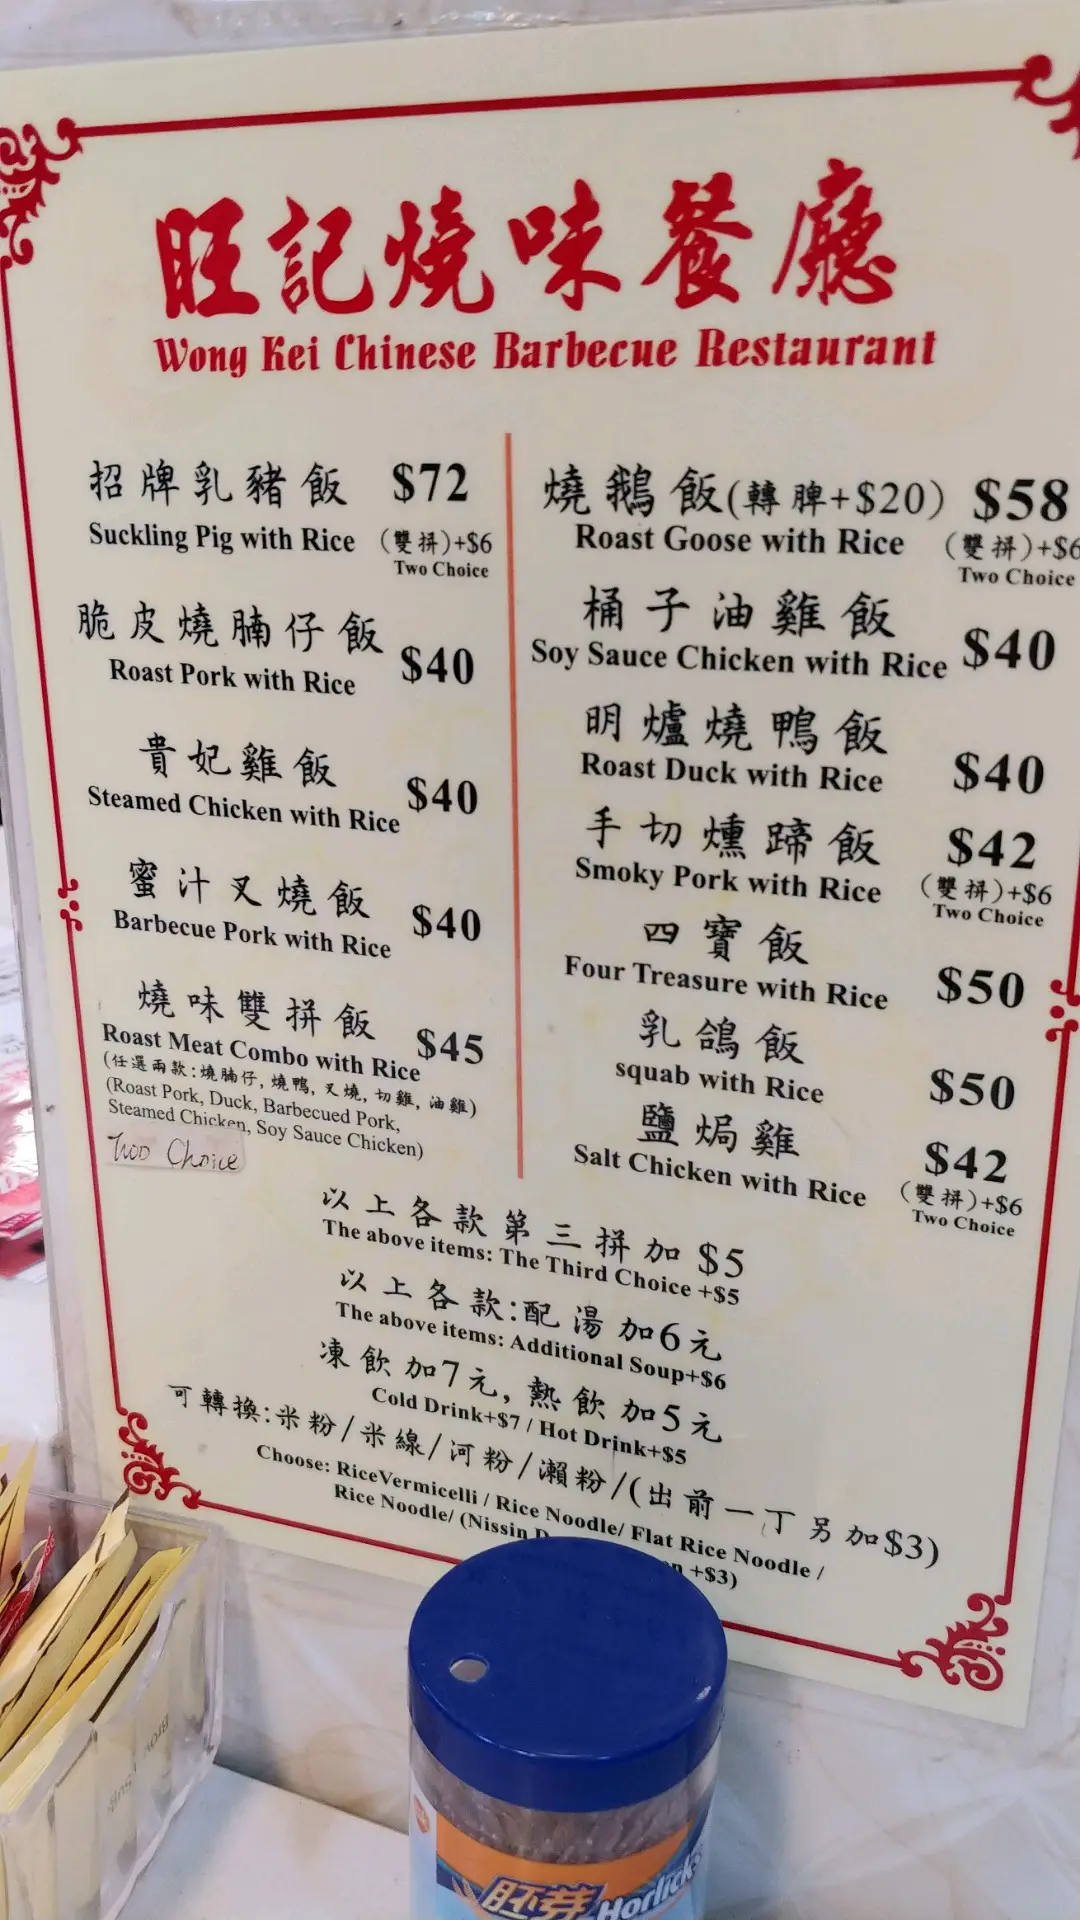 旺記燒味餐廳
Wong Kei Chinese Barbecue Restaurant
招牌乳豬飯 $72
Suckling Pig with Rice (雙拼)+$6
Two Choice
脆皮燒腩仔飯 $40
Roast Pork with Rice
貴妃雞飯 $40
Steamed Chicken with Rice
蜜汁叉燒飯 $40
Barbecue Pork with Rice
燒味雙拼飯 $45
Roast Meat Combo with Rice
(任選兩款:燒腩仔,燒鴨,叉燒,切雞,油雞)
(Roast Pork, Duck, Barbecued Pork,
Steamed Chicken, Soy Sauce Chicken)
Two Choice
燒鵝飯(轉脾+$20) $58
Roast Goose with Rice (雙拼)+$6
Two Choice
桶子油雞飯 $40
Soy Sauce Chicken with Rice
明爐燒鴨飯 $40
Roast Duck with Rice
手切燻蹄飯 $42
Smoky Pork with Rice (雙拼)+$6
Two Choice
四寶飯 $50
Four Treasure with Rice
乳鴿飯 $50
squab with Rice
鹽焗雞 $42
Salt Chicken with Rice (雙拼)+$6
Two Choice
以上各款第三拼加$5
The above items: The Third Choice +$5
以上各款:配湯加6元
The above items: Additional Soup+$6
凍飲加7元,熱飲加5元
Cold Drink+$7 / Hot Drink+$5
可轉換:米粉/米線/河粉/瀨粉/(出前一丁另加$3)
Choose: RiceVermicelli / Rice Noodle/ Flat Rice Noodle /
Rice Noodle/ (Nissin +$3)
胚芽 Horlicks